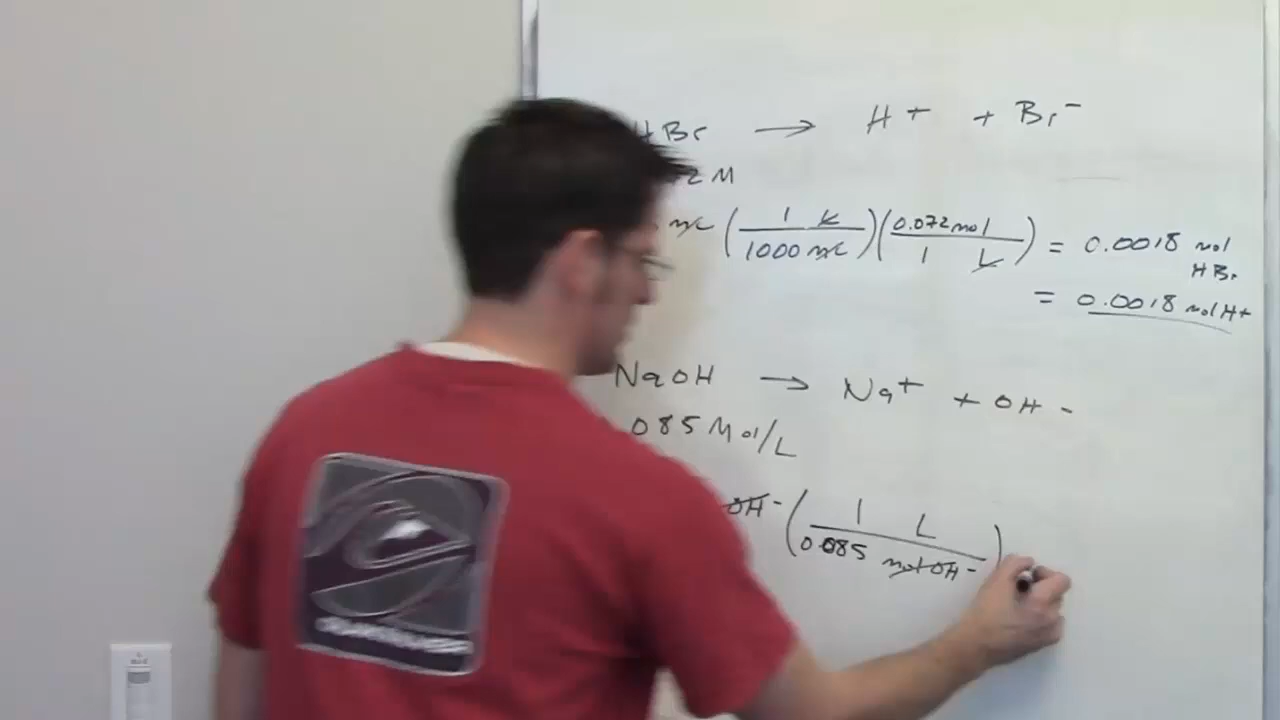 HBr → H+ + Br-
2 M
mL (1 L / 1000 mL)(0.072 mol / 1 L) = 0.0018 mol
HBr
= 0.0018 mol H+
NaOH → Na+ + OH-
085 Mol/L
OH- (1 L / 0.085 mol OH-)